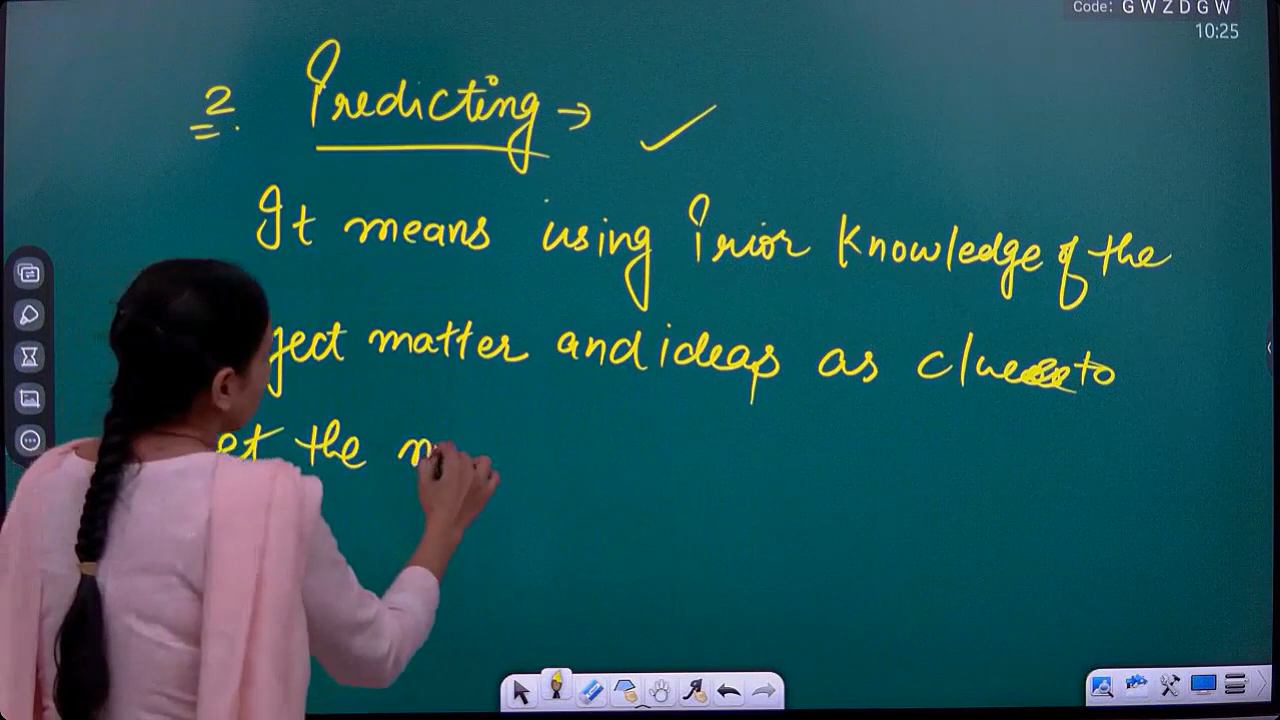 Code: G W Z D G W
10:25
2. Predicting →
It means using Prior Knowledge of the
ject matter and ideas as clue to
et the m